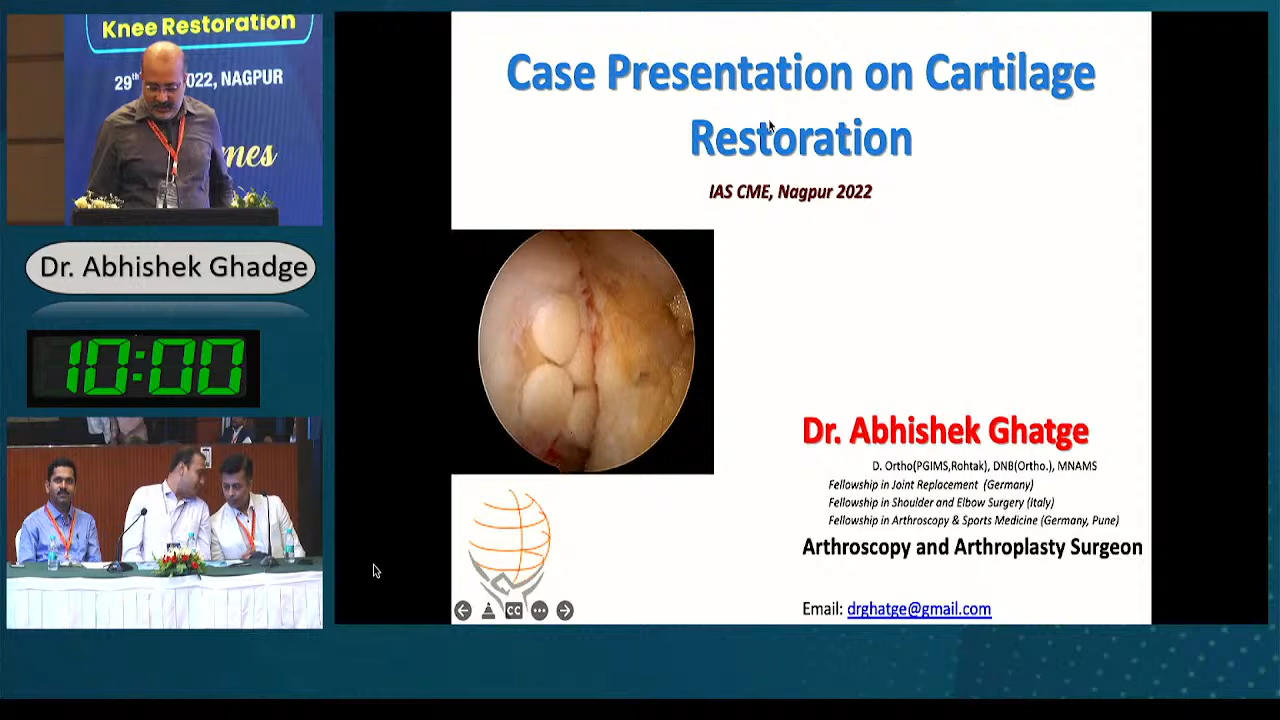 Knee Restoration
29th 2022, NAGPUR
mes
Dr. Abhishek Ghadge
10:00
Case Presentation on Cartilage
Restoration
IAS CME, Nagpur 2022
Dr. Abhishek Ghatge
D. Ortho(PGIMS,Rohtak), DNB(Ortho.), MNAMS
Fellowship in Joint Replacement (Germany)
Fellowship in Shoulder and Elbow Surgery (Italy)
Fellowship in Arthroscopy & Sports Medicine (Germany, Pune)
Arthroscopy and Arthroplasty Surgeon
Email: drghatge@gmail.com
CC